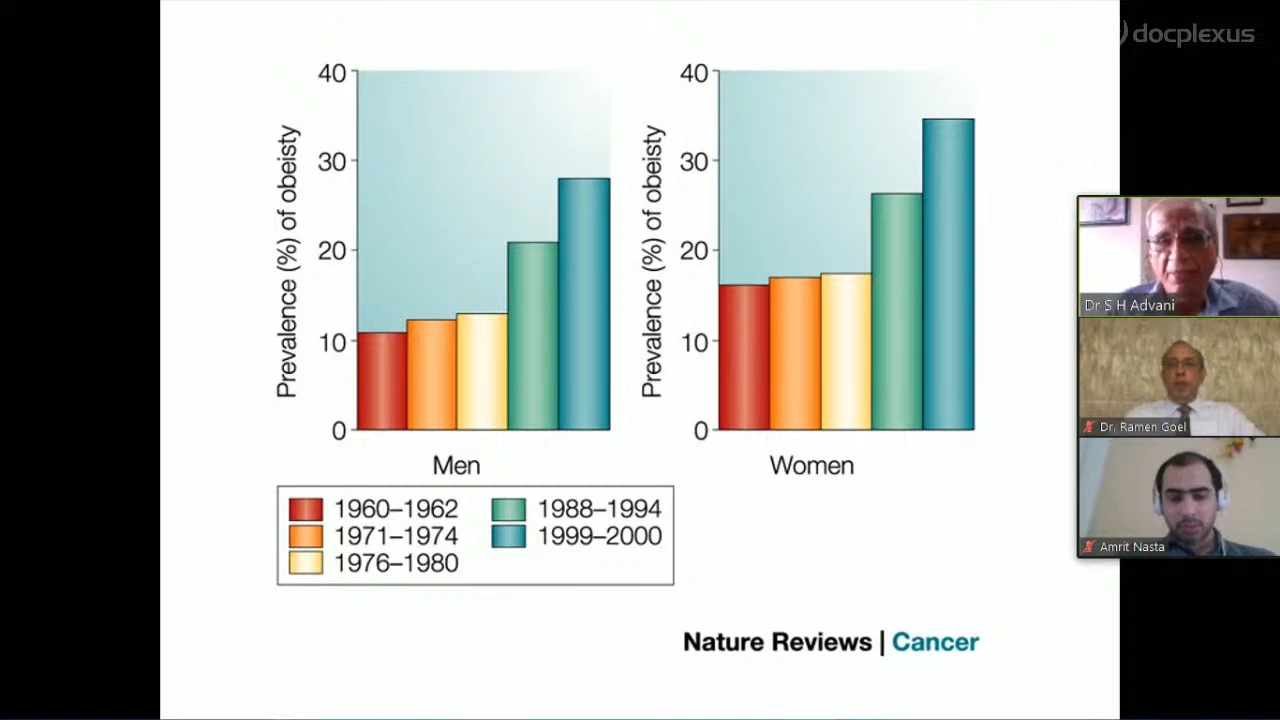 docplexus
40
30
20
10
0
Prevalence (%) of obeisty
Men
40
30
20
10
0
Prevalence (%) of obeisty
Women
1960–1962
1971–1974
1976–1980
1988–1994
1999–2000
Nature Reviews | Cancer
Dr S H Advani
Dr. Ramen Goel
Amrit Nasta